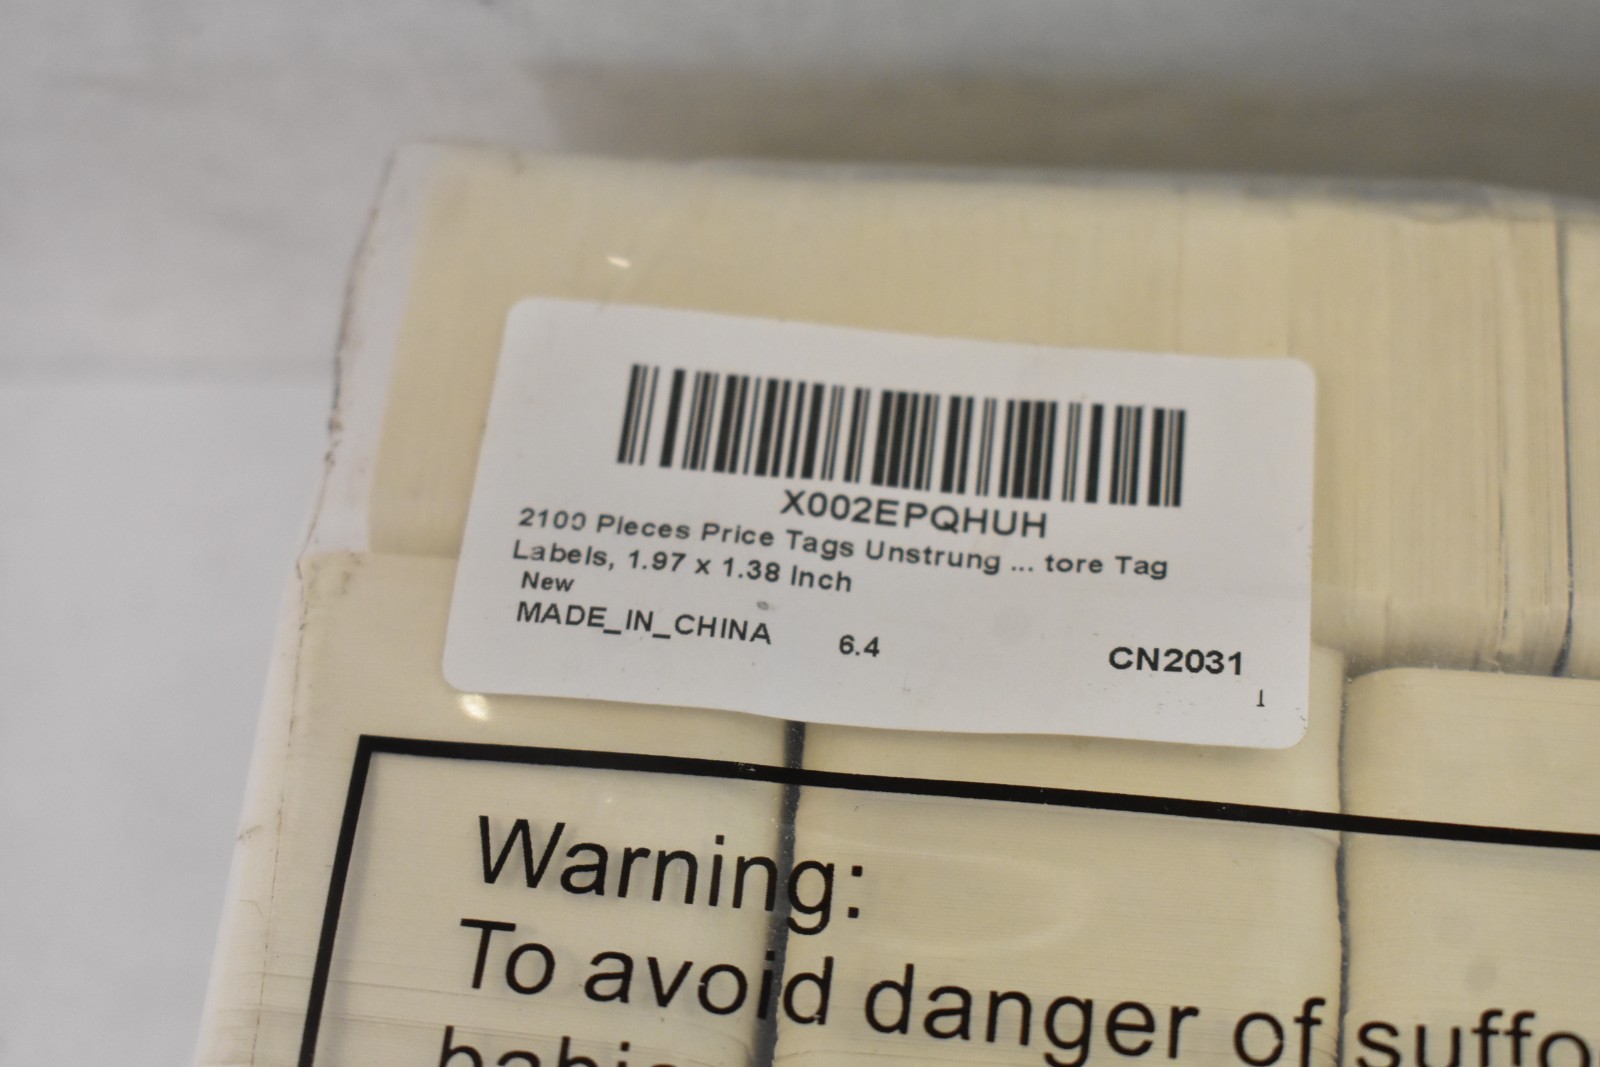 X002EPQHUH
2100 Pieces Price Tags Unstrung ... tore Tag
Labels, 1.97 x 1.38 Inch
New
MADE_IN_CHINA 6.4 CN2031
1
Warning:
To avoid danger of suffo